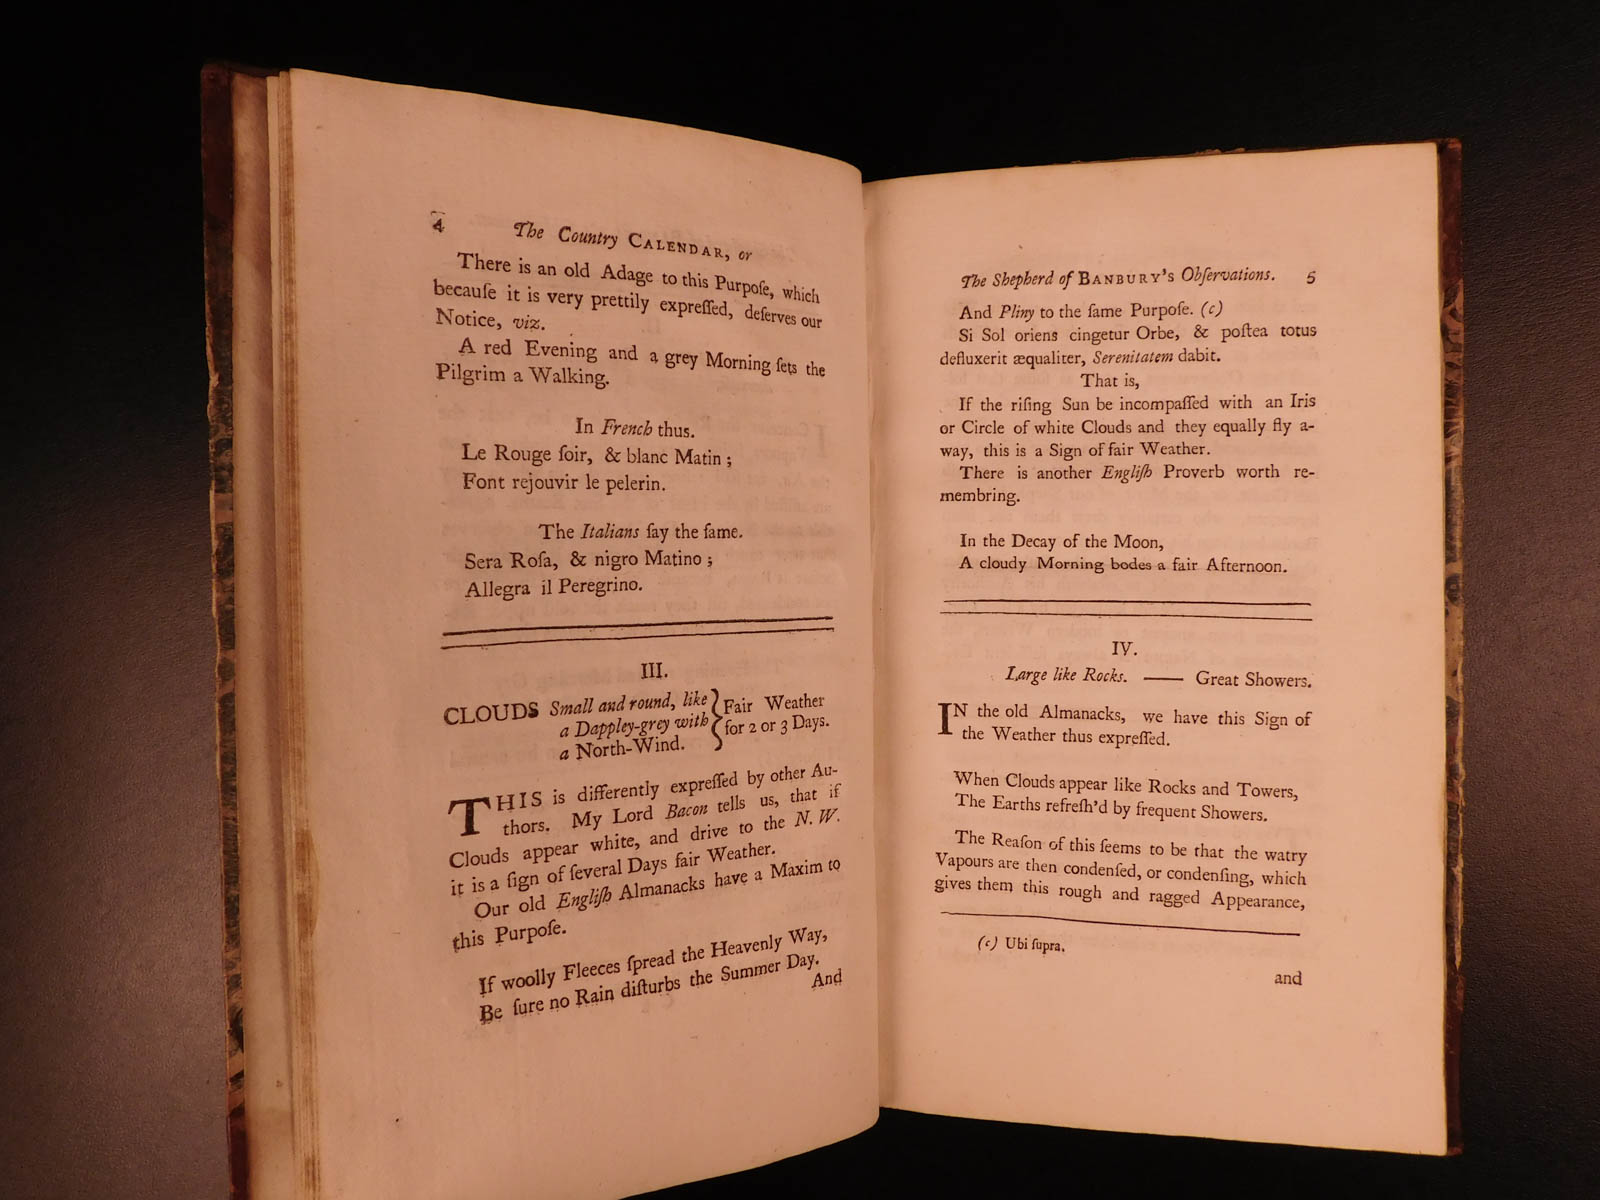 4 The Country CALENDAR, or
There is an old Adage to this Purpoſe, which
becauſe it is very prettily expreſſed, deſerves our
Notice, viz.
A red Evening and a grey Morning ſets the
Pilgrim a Walking.
In French thus.
Le Rouge ſoir, & blanc Matin ;
Font rejouvir le pelerin.
The Italians ſay the ſame.
Sera Roſa, & nigro Matino ;
Allegra il Peregrino.
III.
CLOUDS Small and round, like
a Dappley-grey with
a North-Wind.
Fair Weather
for 2 or 3 Days.
THIS is differently expreſſed by other Au-
thors. My Lord Bacon tells us, that if
Clouds appear white, and drive to the N. W.
it is a ſign of ſeveral Days fair Weather.
Our old Engliſh Almanacks have a Maxim to
this Purpoſe.
If woolly Fleeces ſpread the Heavenly Way,
Be ſure no Rain diſturbs the Summer Day.
And
The Shepherd of BANBURY'S Obſervations. 5
And Pliny to the ſame Purpoſe. (c)
Si Sol oriens cingetur Orbe, & poſtea totus
defluxerit æqualiter, Serenitatem dabit.
That is,
If the riſing Sun be incompaſſed with an Iris
or Circle of white Clouds and they equally fly a-
way, this is a Sign of fair Weather.
There is another Engliſh Proverb worth re-
membring.
In the Decay of the Moon,
A cloudy Morning bodes a fair Afternoon.
IV.
Large like Rocks. —— Great Showers.
IN the old Almanacks, we have this Sign of
the Weather thus expreſſed.
When Clouds appear like Rocks and Towers,
The Earths refreſh'd by frequent Showers.
The Reaſon of this ſeems to be that the watry
Vapours are then condenſed, or condenſing, which
gives them this rough and ragged Appearance,
(c) Ubi ſupra.
and